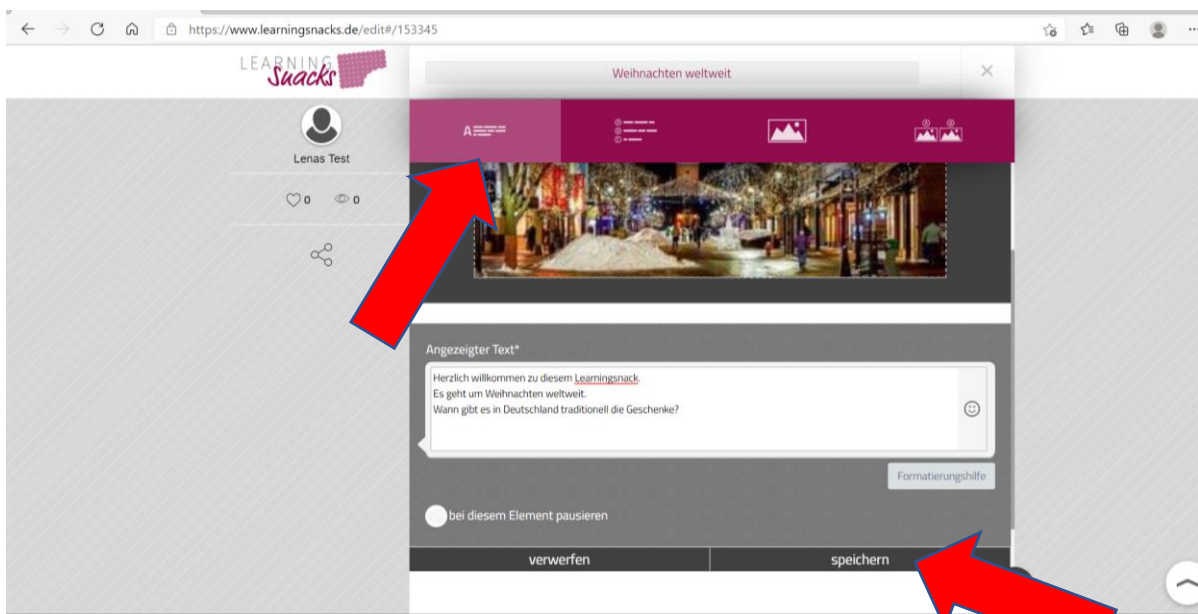 https://www.learningsnacks.de/edit#/153345
LEARNING
Snacks
Weihnachten weltweit
Lenas Test
0 0
Angezeigter Text*
Herzlich willkommen zu diesem Learningsnack.
Es geht um Weihnachten weltweit.
Wann gibt es in Deutschland traditionell die Geschenke?
Formatierungshilfe
bei diesem Element pausieren
verwerfen
speichern